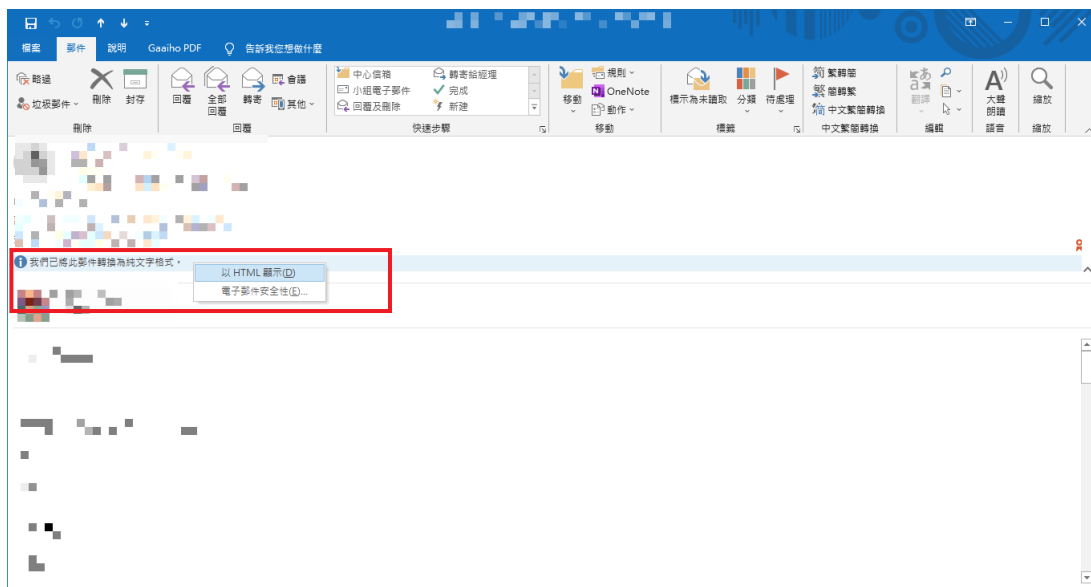 檔案 郵件 說明 Gaaiho PDF 告訴我您想做什麼
略過
垃圾郵件
刪除
封存
刪除
回覆
全部
回覆
轉寄
會議
其他
回覆
中心信箱
小組電子郵件
回覆及刪除
轉寄給經理
完成
新建
快速步驟
移動
規則
OneNote
動作
移動
標示為未讀取
分類
待處理
標籤
繁轉簡
簡轉繁
中文繁簡轉換
中文繁簡轉換
翻譯
編輯
大聲
朗讀
語音
縮放
縮放
我們已將此郵件轉換為純文字格式。
以 HTML 顯示(D)
電子郵件安全性(E)...